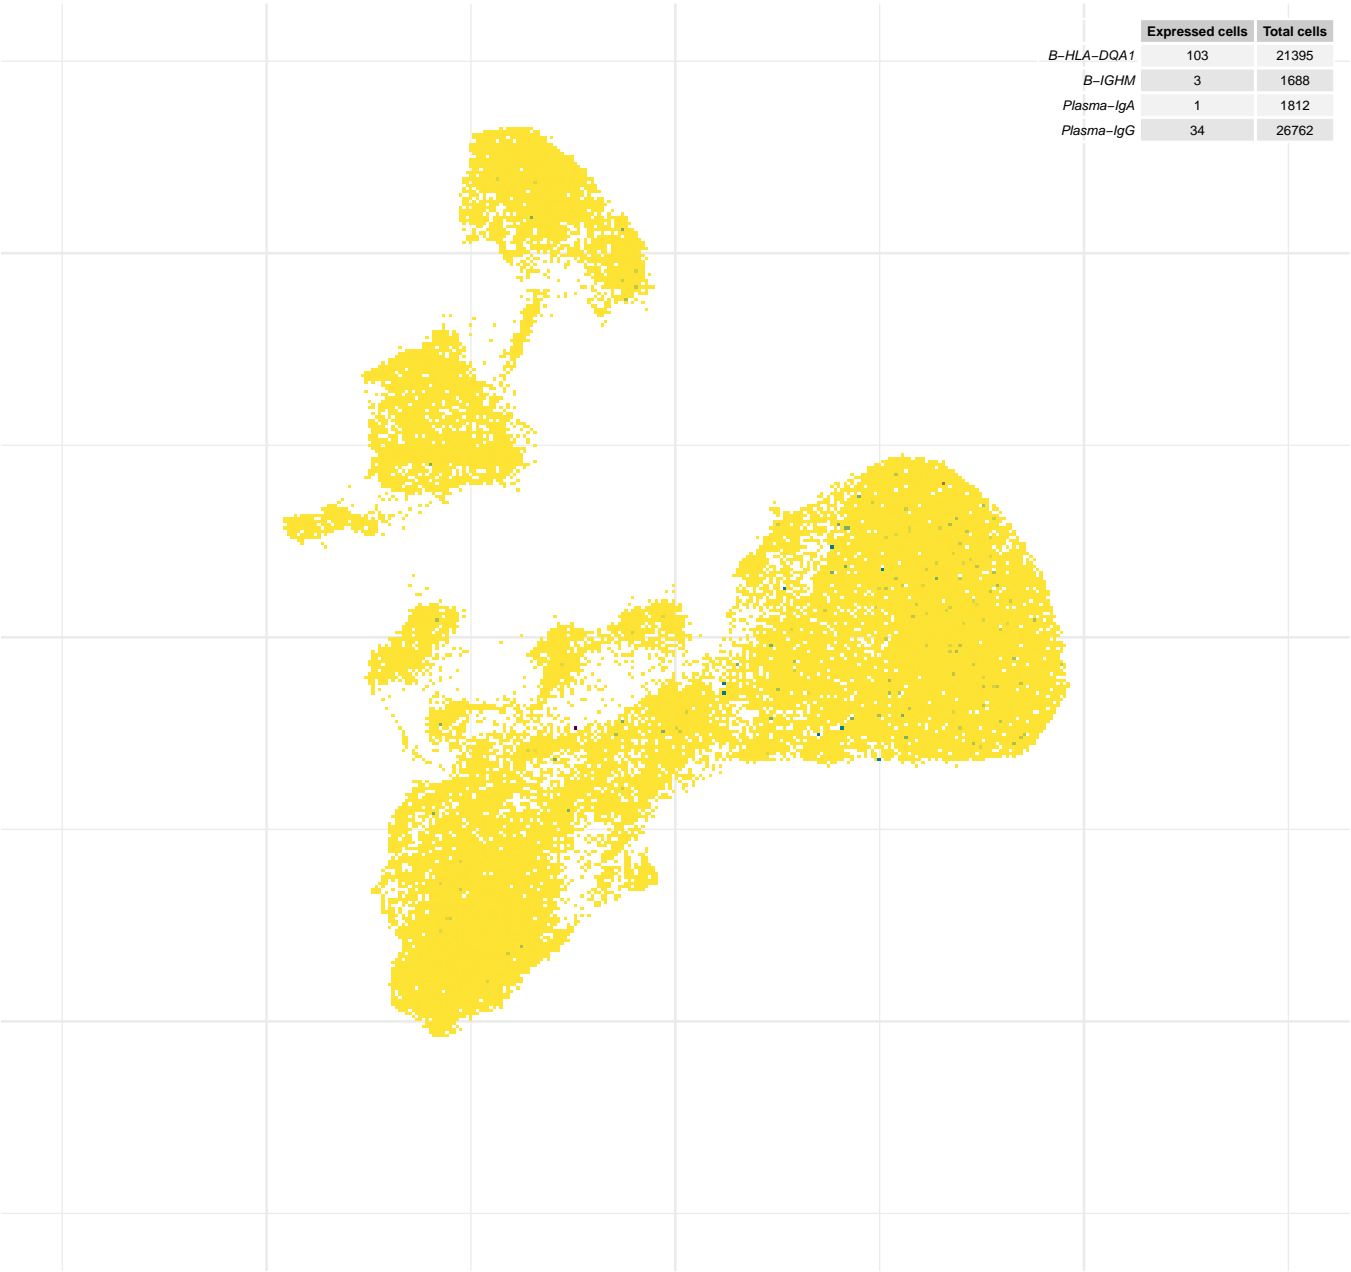 Expressed cells Total cells
B−HLA−DQA1 103 21395
B−IGHM 3 1688
Plasma−IgA 1 1812
Plasma−IgG 34 26762